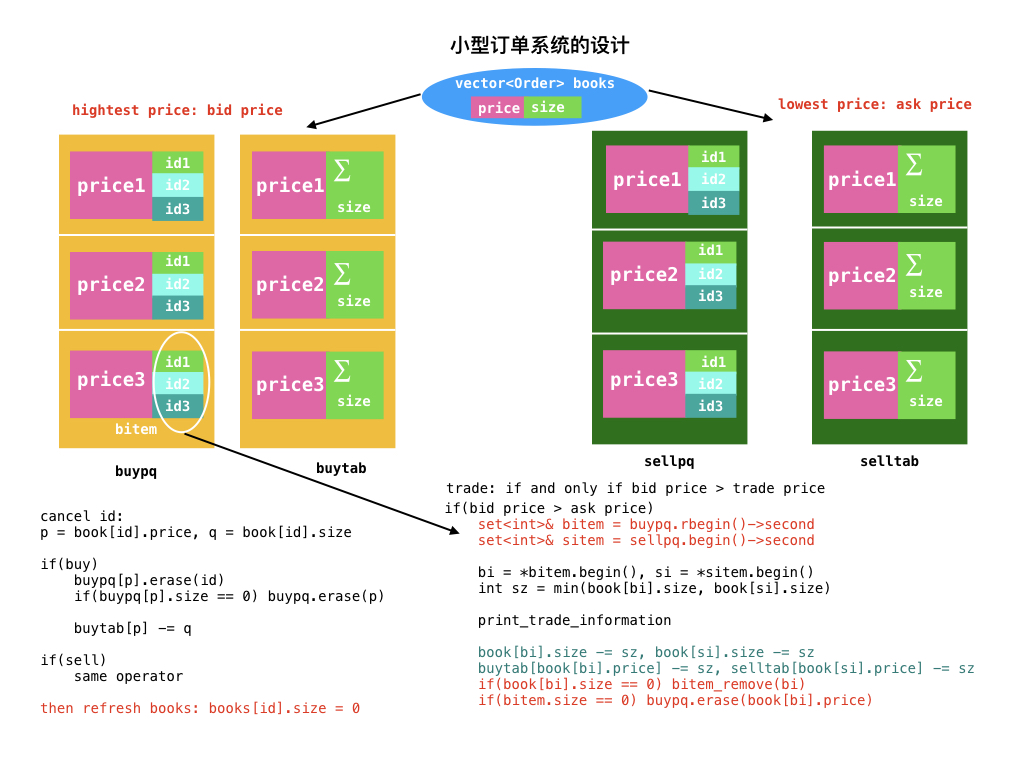 小型订单系统的设计
vector<Order> books
price size
hightest price: bid price
lowest price: ask price
price1 id1 id2 id3
price2 id1 id2 id3
price3 id1 id2 id3
bitem
buypq
price1 ∑ size
price2 ∑ size
price3 ∑ size
buytab
price1 id1 id2 id3
price2 id1 id2 id3
price3 id1 id2 id3
sellpq
price1 ∑ size
price2 ∑ size
price3 ∑ size
selltab
cancel id:
p = book[id].price, q = book[id].size
if(buy)
buypq[p].erase(id)
if(buypq[p].size == 0) buypq.erase(p)
buytab[p] -= q
if(sell)
same operator
then refresh books: books[id].size = 0
trade: if and only if bid price > trade price
if(bid price > ask price)
set<int>& bitem = buypq.rbegin()->second
set<int>& sitem = sellpq.begin()->second
bi = *bitem.begin(), si = *sitem.begin()
int sz = min(book[bi].size, book[si].size)
print_trade_information
book[bi].size -= sz, book[si].size -= sz
buytab[book[bi].price] -= sz, selltab[book[si].price] -= sz
if(book[bi].size == 0) bitem_remove(bi)
if(bitem.size == 0) buypq.erase(book[bi].price)